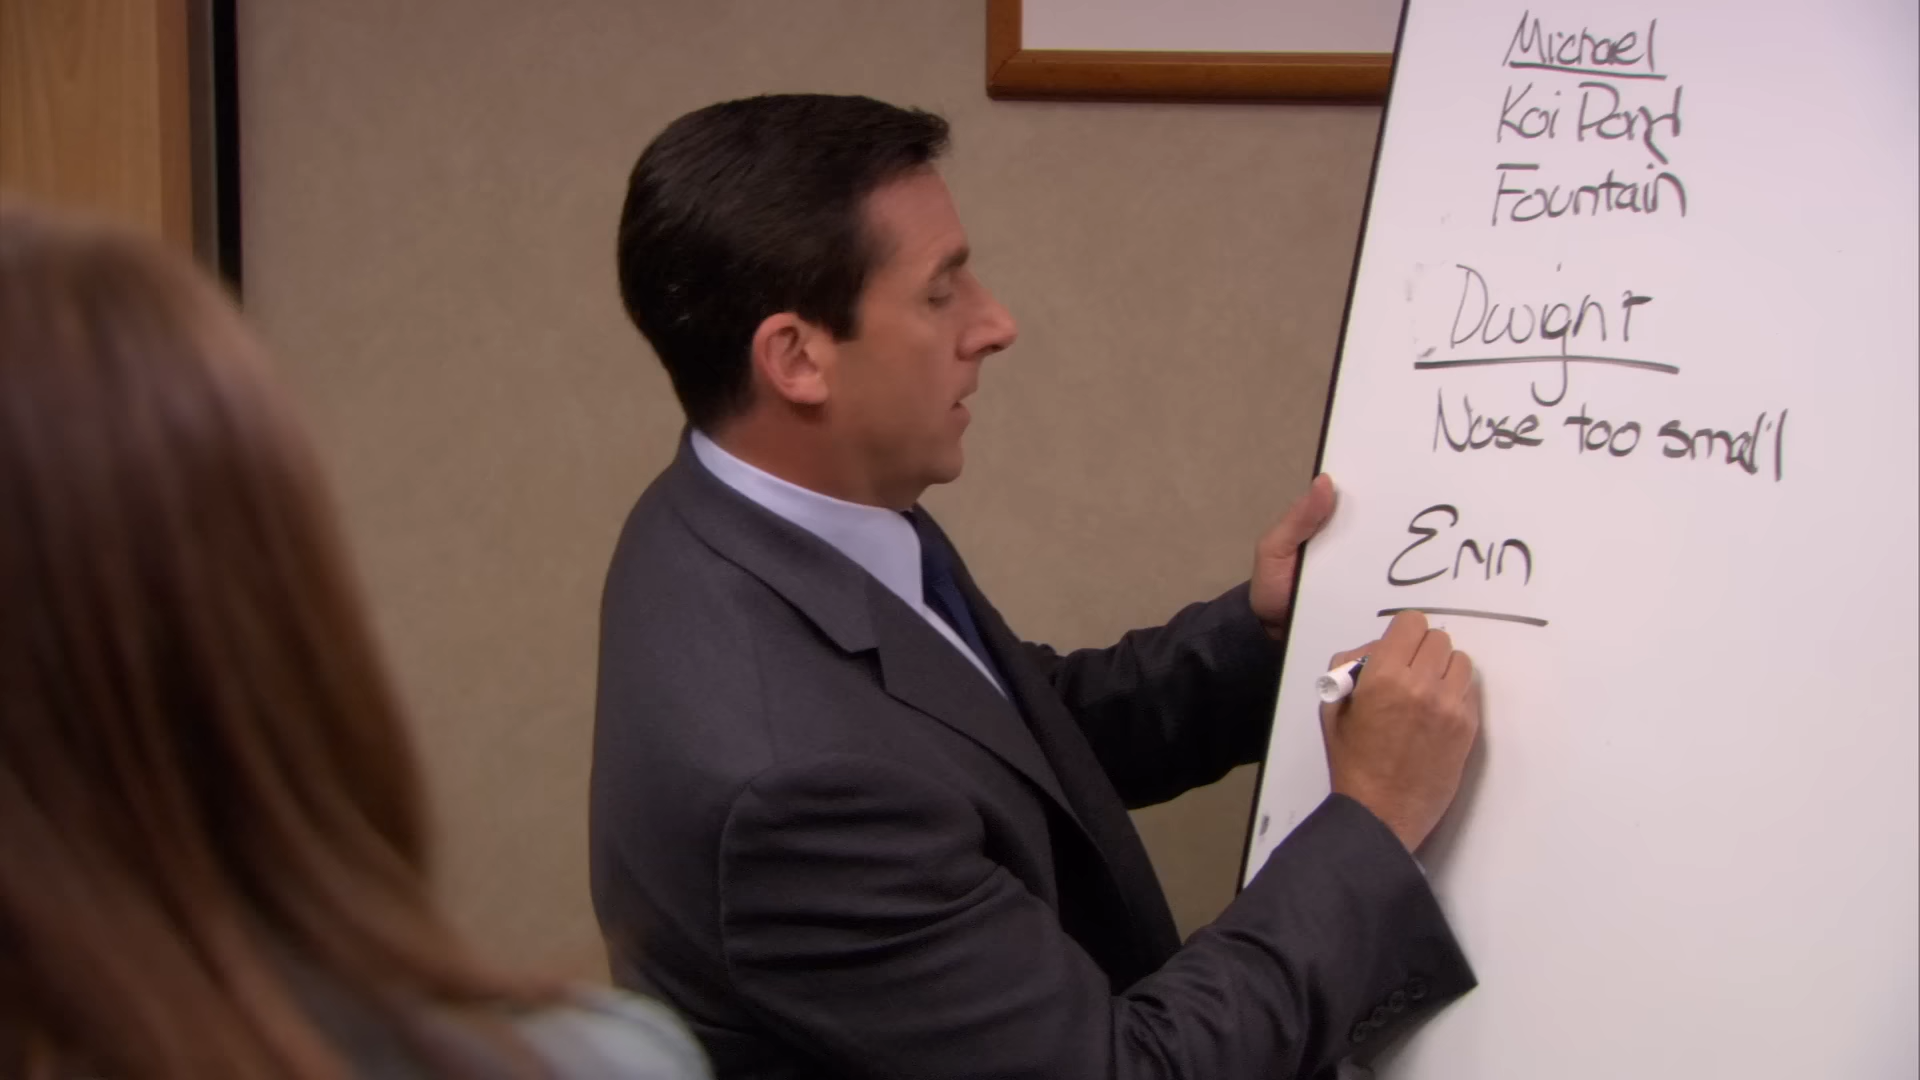 Michael
Koi Pond
Fountain
Dwight
Nose too small
Erin